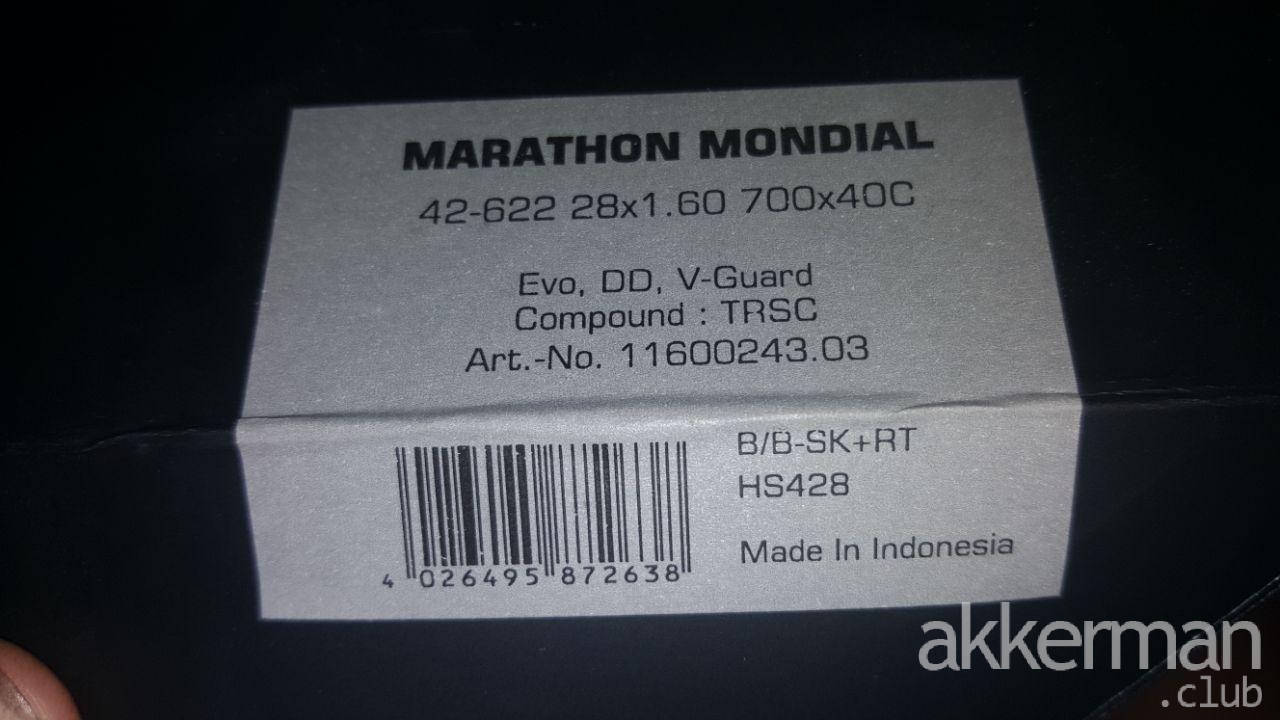 MARATHON MONDIAL
42-622 28x1.60 700x40C
Evo, DD, V-Guard
Compound : TRSC
Art.-No. 11600243.03
B/B-SK+RT
HS428
Made In Indonesia
4 026495 872638
akkerman
.club